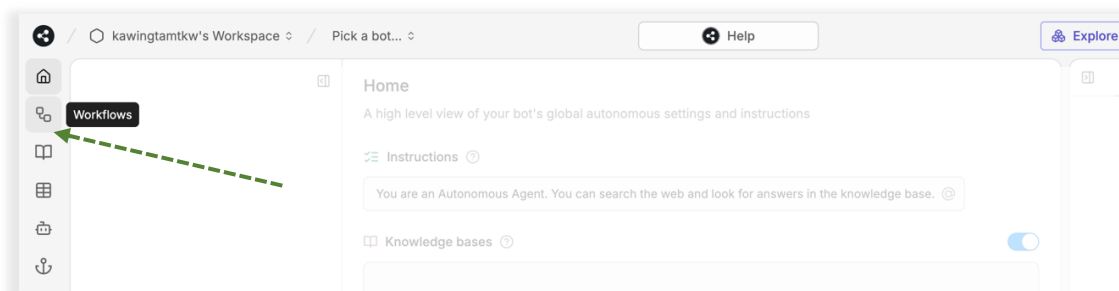 kawingtamtkw's Workspace
Pick a bot...
Help
Explore
Workflows
Home
A high level view of your bot's global autonomous settings and instructions
Instructions
You are an Autonomous Agent. You can search the web and look for answers in the knowledge base.
Knowledge bases